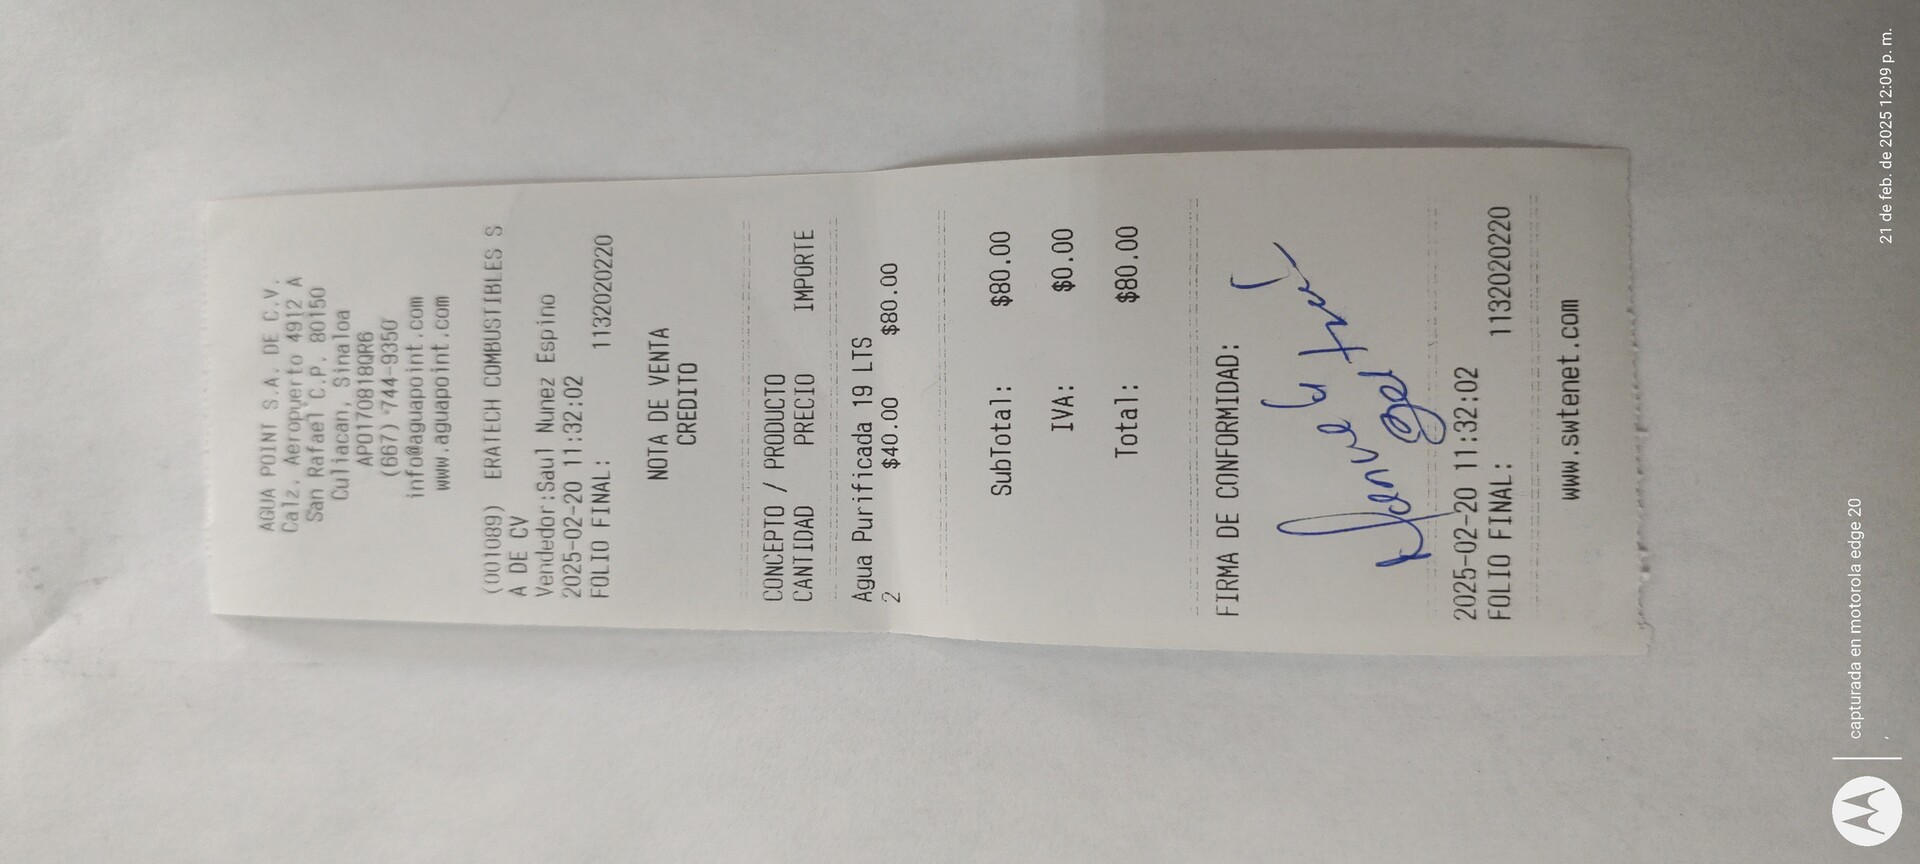 AGUA POINT S.A. DE C.V.
Calz. Aeropuerto 4912 A
San Rafael C.P. 80150
Culiacan, Sinaloa
APO170818QR6
(667) 744-9350
info@aguapoint.com
www.aguapoint.com
(001089) ERATECH COMBUSTIBLES S
A DE CV
Vendedor:Saul Nunez Espino
2025-02-20 11:32:02
FOLIO FINAL: 1132020220
NOTA DE VENTA
CREDITO
CONCEPTO / PRODUCTO
CANTIDAD PRECIO IMPORTE
Agua Purificada 19 LTS
2 $40.00 $80.00
SubTotal: $80.00
IVA: $0.00
Total: $80.00
FIRMA DE CONFORMIDAD:
2025-02-20 11:32:02
FOLIO FINAL: 1132020220
www.swtenet.com
capturada en motorola edge 20
, 21 de feb. de 2025 12:09 p. m.